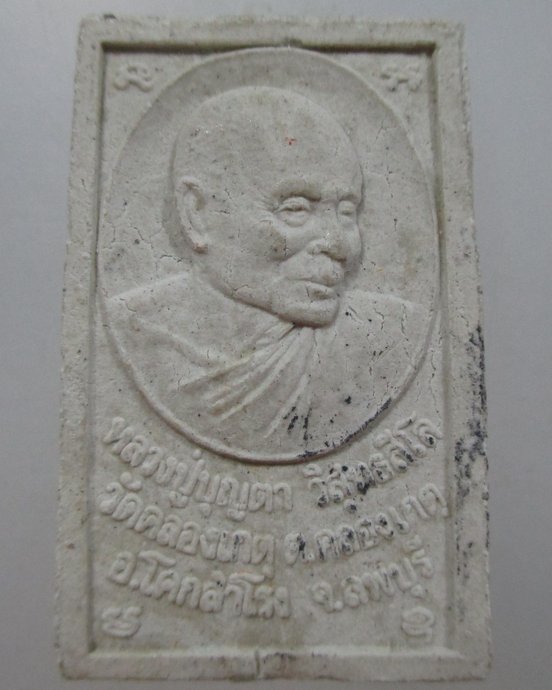 หลวงปู่บุญตา วิสุทธสีโล
วัดคลองเกตุ ต.คลองเกตุ
อ.โคกสำโรง จ.ลพบุรี